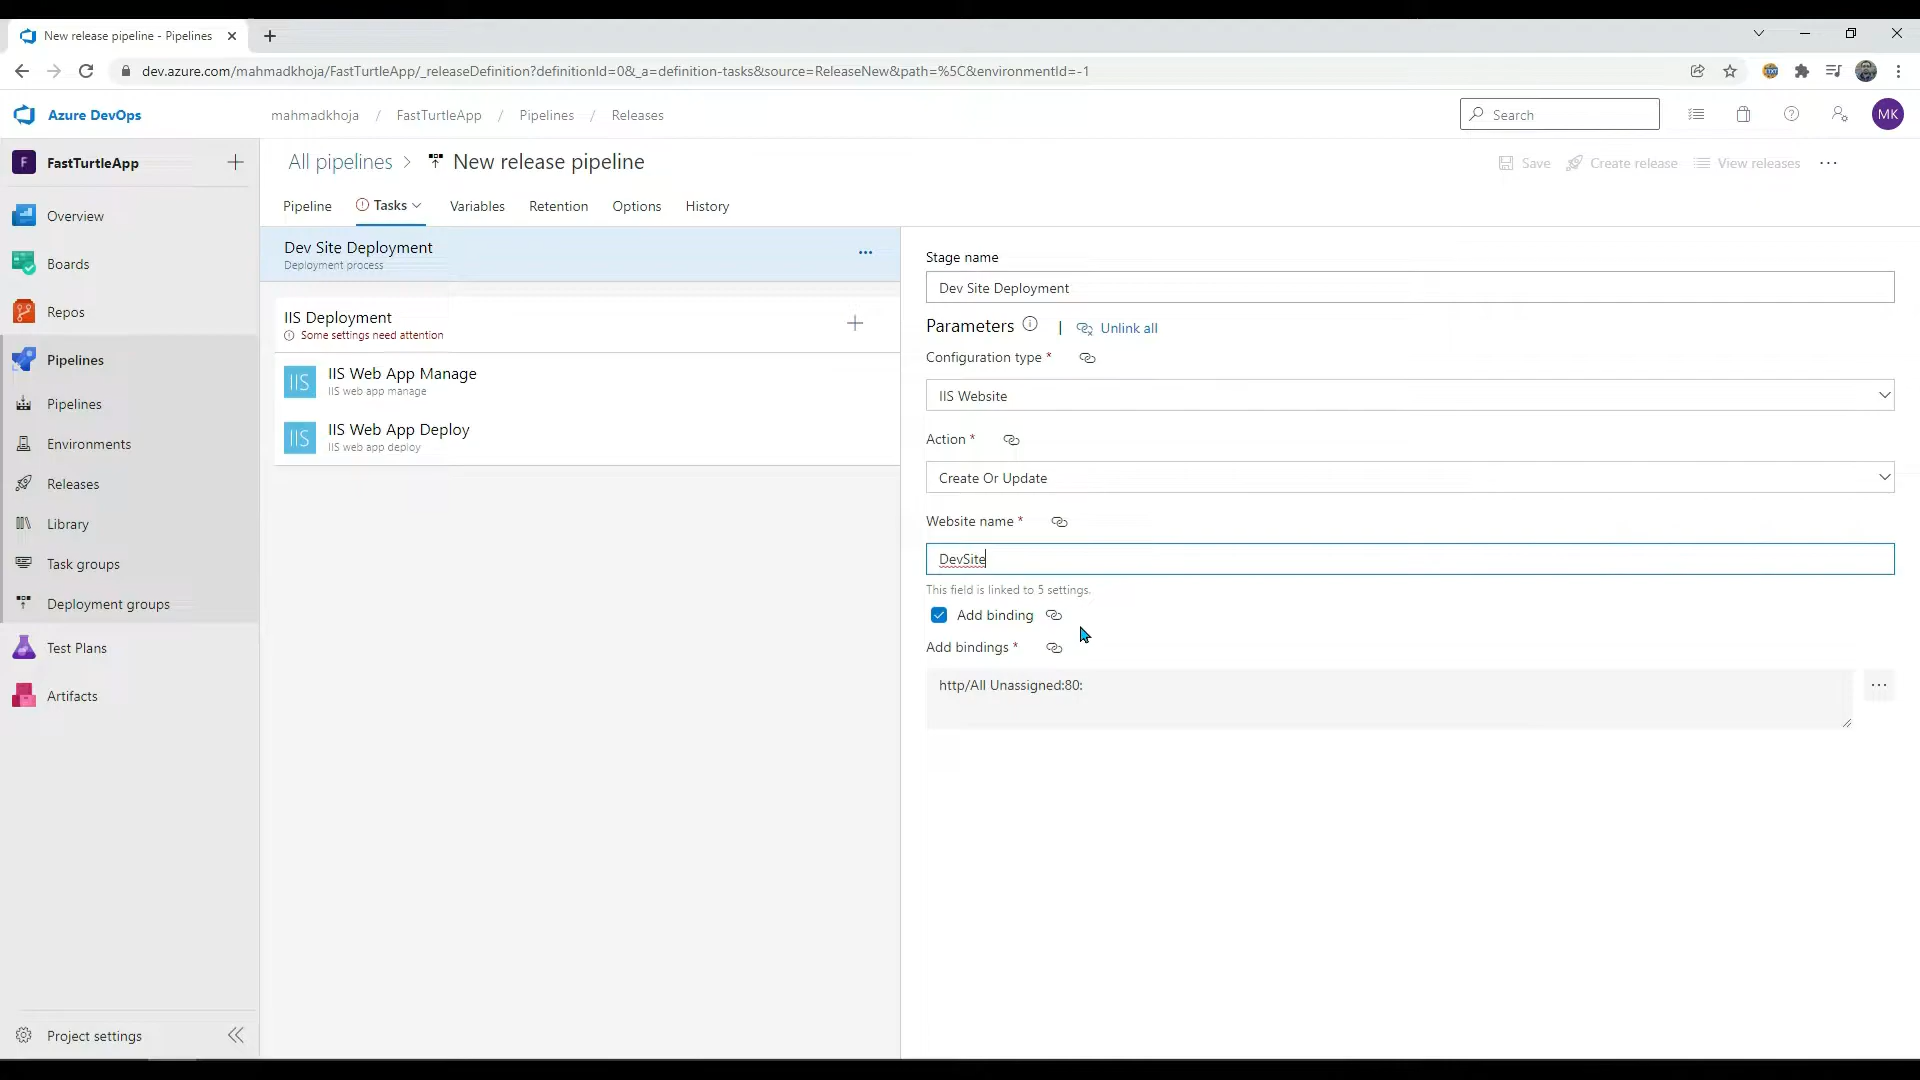 New release pipeline - Pipelines
dev.azure.com/mahmadkhoja/FastTurtleApp/_releaseDefinition?definitionId=0&_a=definition-tasks&source=ReleaseNew&path=%5C&environmentId=-1
TXT
Azure DevOps
mahmadkhoja / FastTurtleApp / Pipelines / Releases
Search
MK
F FastTurtleApp
All pipelines > New release pipeline
Save
Create release
View releases
Pipeline
Tasks
Variables
Retention
Options
History
Overview
Boards
Repos
Pipelines
Pipelines
Environments
Releases
Library
Task groups
Deployment groups
Test Plans
Artifacts
Project settings
Dev Site Deployment
Deployment process
IIS Deployment
Some settings need attention
IIS
IIS Web App Manage
IIS web app manage
IIS
IIS Web App Deploy
IIS web app deploy
Stage name
Dev Site Deployment
Parameters | Unlink all
Configuration type *
IIS Website
Action *
Create Or Update
Website name *
DevSite
This field is linked to 5 settings.
Add binding
Add bindings *
http/All Unassigned:80: